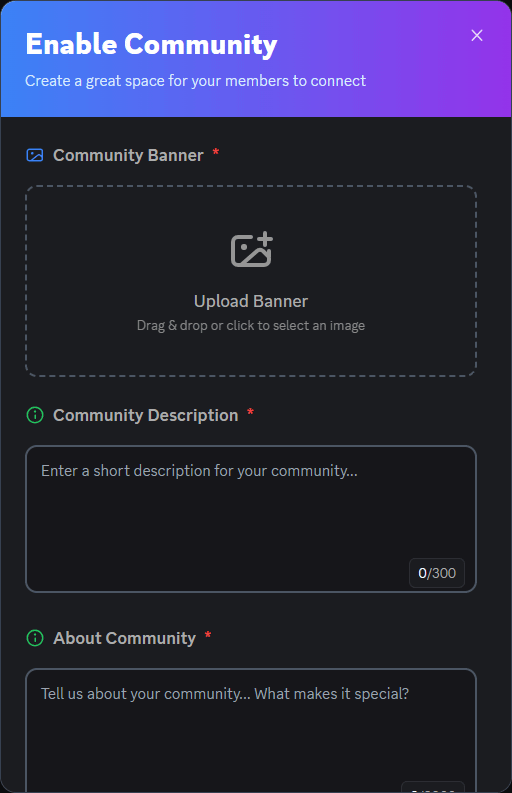 Enable Community
Create a great space for your members to connect
Community Banner *
Upload Banner
Drag & drop or click to select an image
Community Description *
Enter a short description for your community...
0/300
About Community *
Tell us about your community... What makes it special?